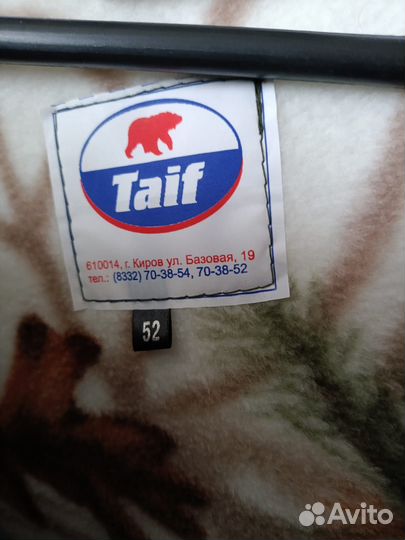 Taif
610014, г. Киров ул. Базовая, 19
тел.: (8332) 70-38-54, 70-38-52
52
Avito